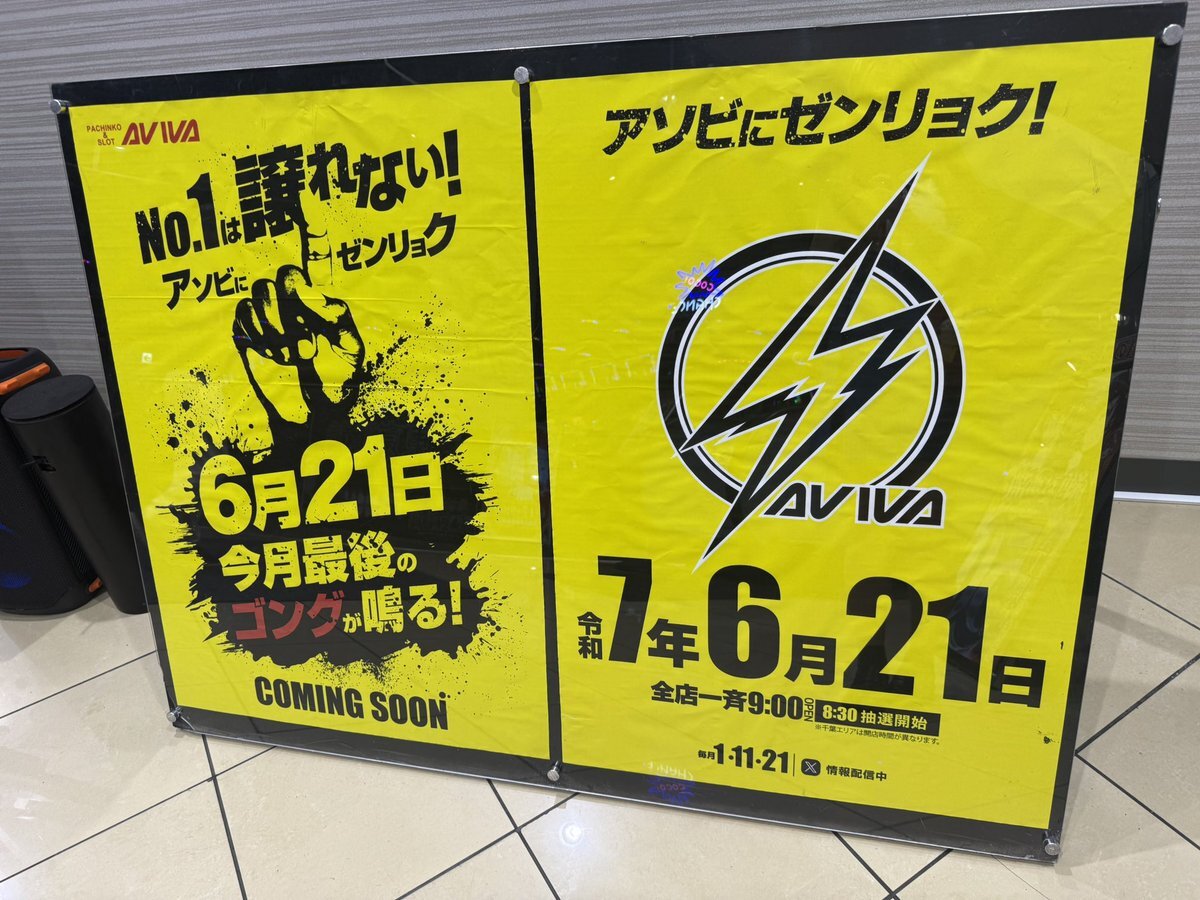 PACHINKO & SLOT AVIVA
No.1は譲れない!
アソビにゼンリョク
6月21日
今月最後の
ゴングが鳴る!
COMING SOON
アソビにゼンリョク!
AVIVA
令和7年6月21日
全店一斉9:00OPEN 8:30 抽選開始
※千葉エリアは開店時間が異なります。
毎月1・11・21 X 情報配信中